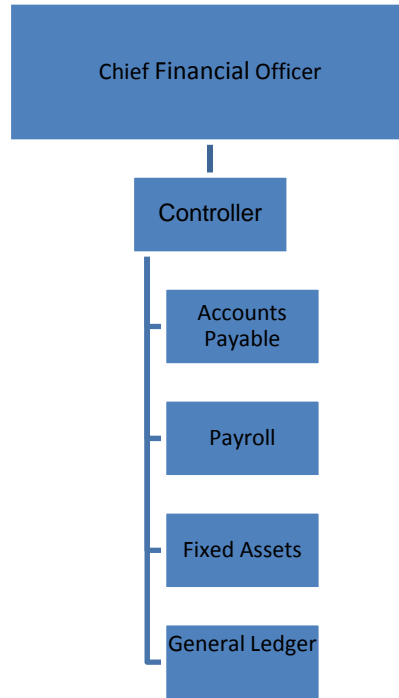 Chief Financial Officer
Controller
Accounts
Payable
Payroll
Fixed Assets
General Ledger